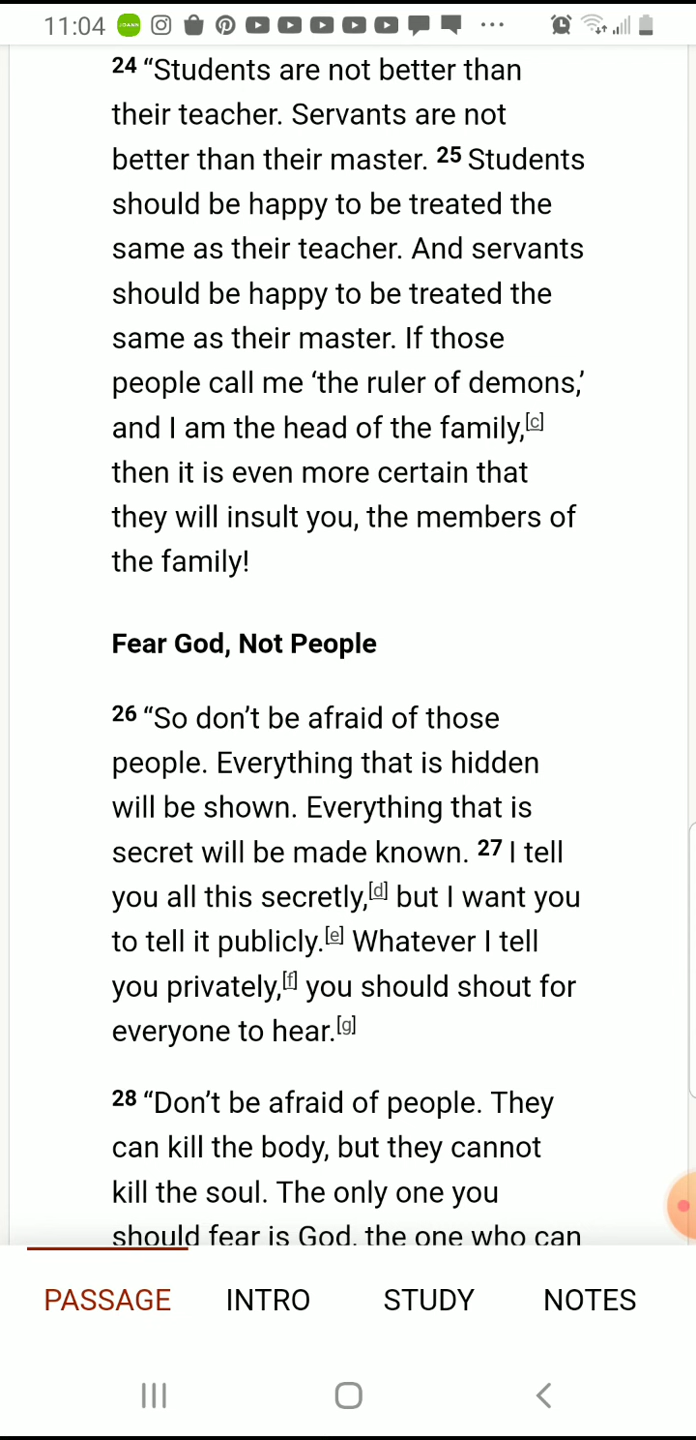 11:04 JOANN ...
24 “Students are not better than
their teacher. Servants are not
better than their master. 25 Students
should be happy to be treated the
same as their teacher. And servants
should be happy to be treated the
same as their master. If those
people call me ‘the ruler of demons,’
and I am the head of the family,[c]
then it is even more certain that
they will insult you, the members of
the family!
Fear God, Not People
26 “So don’t be afraid of those
people. Everything that is hidden
will be shown. Everything that is
secret will be made known. 27 I tell
you all this secretly,[d] but I want you
to tell it publicly.[e] Whatever I tell
you privately,[f] you should shout for
everyone to hear.[g]
28 “Don’t be afraid of people. They
can kill the body, but they cannot
kill the soul. The only one you
should fear is God, the one who can
PASSAGE INTRO STUDY NOTES